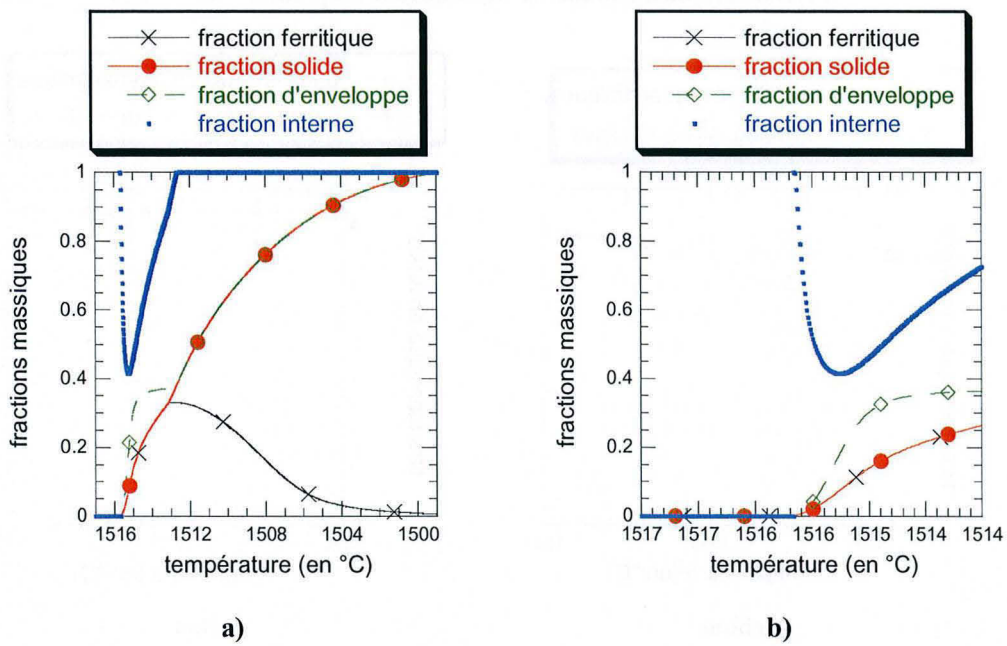 fraction ferritique
fraction solide
fraction d'enveloppe
fraction interne
fractions massiques
1
0.8
0.6
0.4
0.2
0
1516
1512
1508
1504
1500
température (en °C)
a)
fraction ferritique
fraction solide
fraction d'enveloppe
fraction interne
fractions massiques
1
0.8
0.6
0.4
0.2
0
1517
1517
1516
1516
1515
1514
1514
température (en °C)
b)